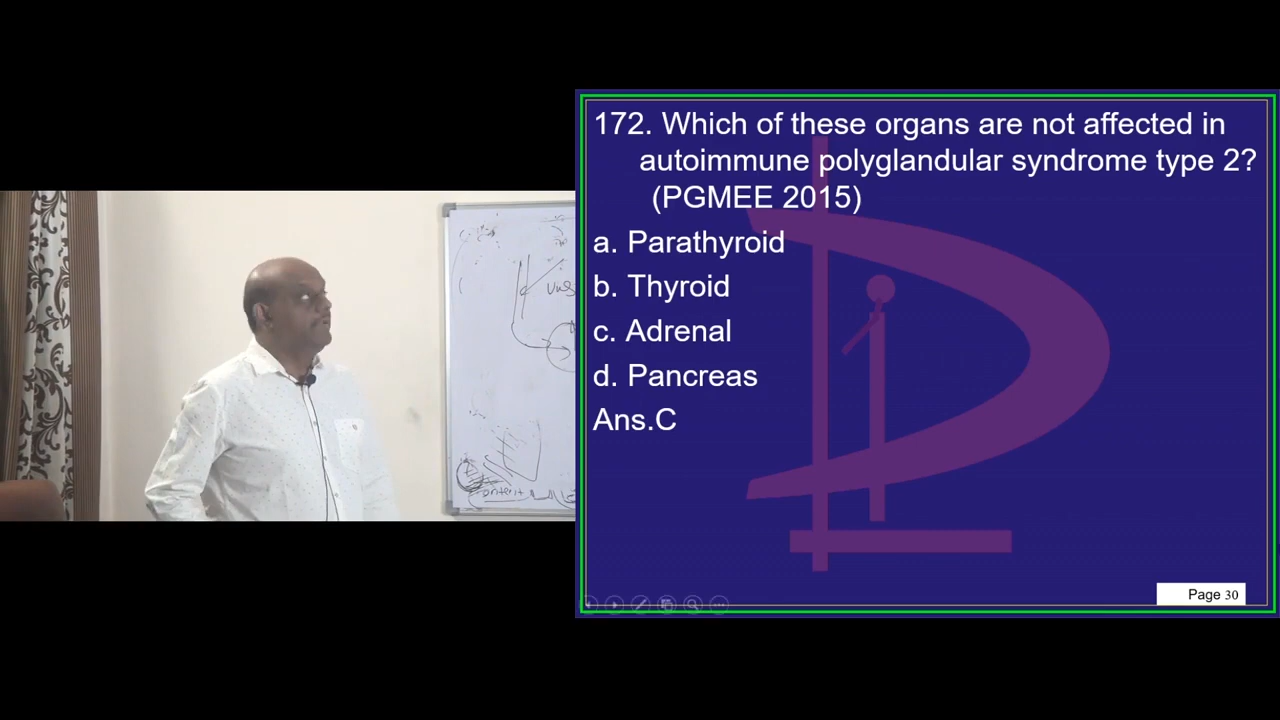 172. Which of these organs are not affected in
autoimmune polyglandular syndrome type 2?
(PGMEE 2015)
a. Parathyroid
b. Thyroid
c. Adrenal
d. Pancreas
Ans.C
Page 30